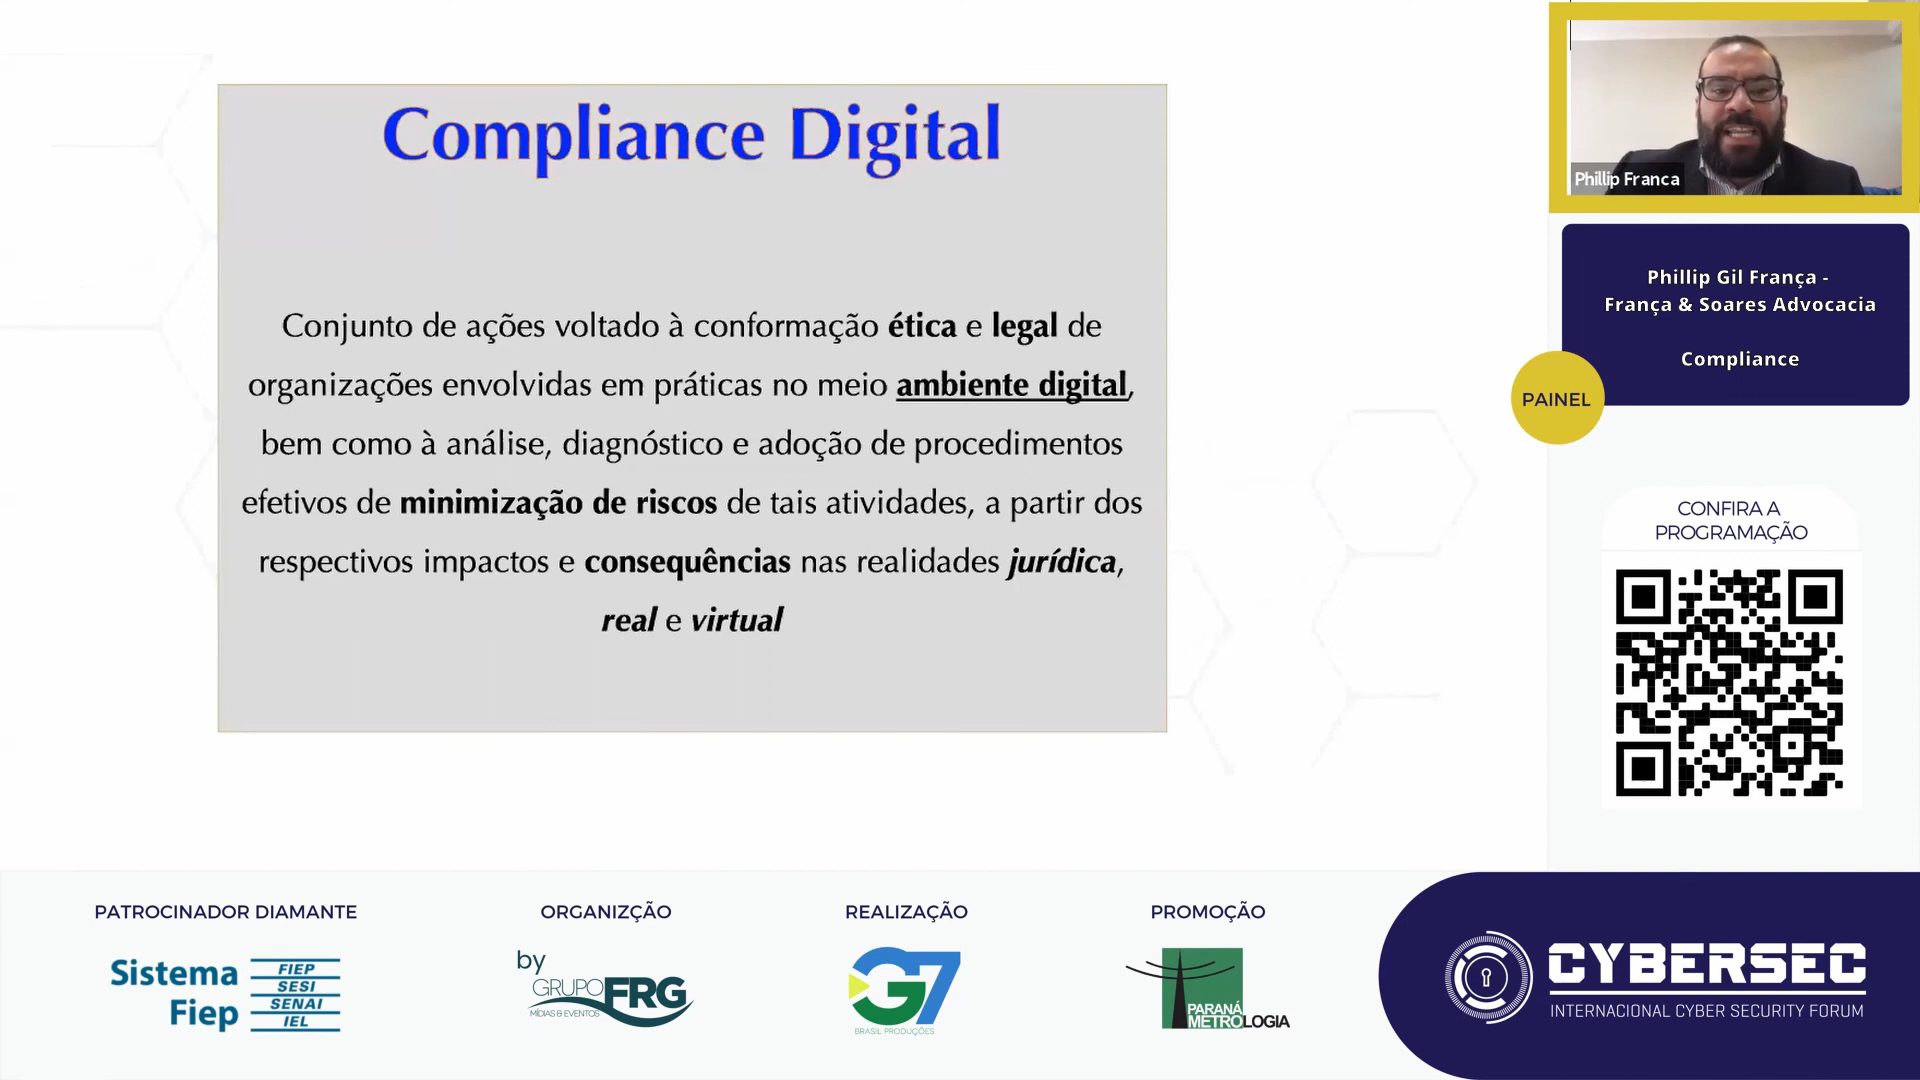 Compliance Digital
Conjunto de ações voltado à conformação ética e legal de
organizações envolvidas em práticas no meio ambiente digital,
bem como à análise, diagnóstico e adoção de procedimentos
efetivos de minimização de riscos de tais atividades, a partir dos
respectivos impactos e consequências nas realidades jurídica,
real e virtual
Phillip Franca
Phillip Gil França -
França & Soares Advocacia
Compliance
PAINEL
CONFIRA A
PROGRAMAÇÃO
PATROCINADOR DIAMANTE
Sistema
Fiep
FIEP
SESI
SENAI
IEL
ORGANIZÇÃO
by
GRUPO FRG
MÍDIAS & EVENTOS
REALIZAÇÃO
G7
BRASIL PRODUÇÕES
PROMOÇÃO
PARANÁ
METROLOGIA
CYBERSEC
INTERNACIONAL CYBER SECURITY FORUM